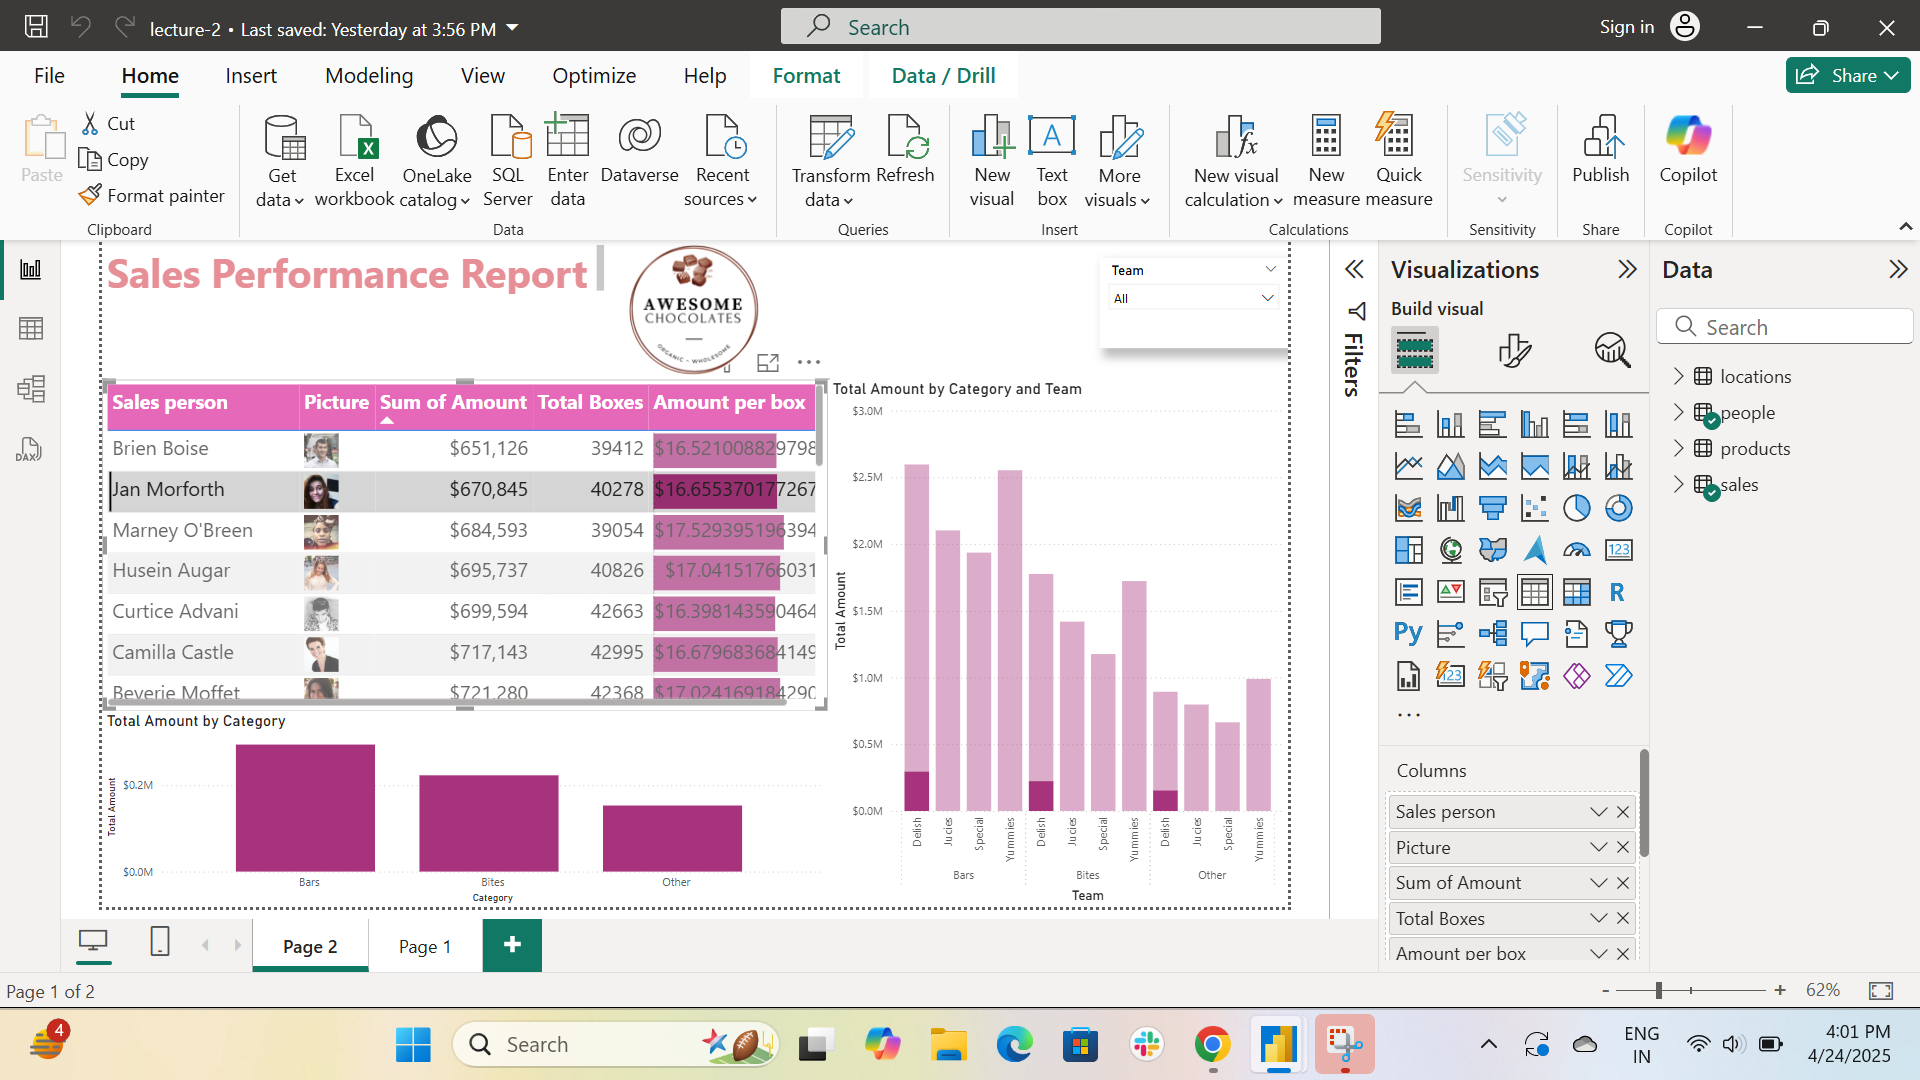 lecture-2 • Last saved: Yesterday at 3:56 PM
Search
Sign in
File Home Insert Modeling View Optimize Help Format Data / Drill
Share
Paste
Cut
Copy
Format painter
Clipboard
Get data
Excel workbook
OneLake catalog
SQL Server
Enter data
Dataverse
Recent sources
Data
Transform data
Refresh
Queries
New visual
Text box
More visuals
Insert
New visual calculation
New measure
Quick measure
Calculations
Sensitivity
Sensitivity
Publish
Share
Copilot
Copilot
DAX
Sales Performance Report
AWESOME
CHOCOLATES
ORGANIC ~ WHOLESOME
Team
All
Sales person Picture Sum of Amount Total Boxes Amount per box
Brien Boise $651,126 39412 $16.521008829798
Jan Morforth $670,845 40278 $16.655370177267
Marney O'Breen $684,593 39054 $17.529395196394
Husein Augar $695,737 40826 $17.04151766031
Curtice Advani $699,594 42663 $16.398143590464
Camilla Castle $717,143 42995 $16.679683684149
Beverie Moffet $721,280 42368 $17.024169184290
Total Amount by Category
Total Amount
$0.2M
$0.0M
Bars Bites Other
Category
Total Amount by Category and Team
Total Amount
$3.0M
$2.5M
$2.0M
$1.5M
$1.0M
$0.5M
$0.0M
Delish Jucies Special Yummies Delish Jucies Special Yummies Delish Jucies Special Yummies
Bars Bites Other
Team
Filters
Visualizations
Build visual
123
R
Py
123
Columns
Sales person
Picture
Sum of Amount
Total Boxes
Amount per box
Data
Search
locations
people
products
sales
Page 2 Page 1
Page 1 of 2
- + 62%
4
Search
ENG
IN
4:01 PM
4/24/2025